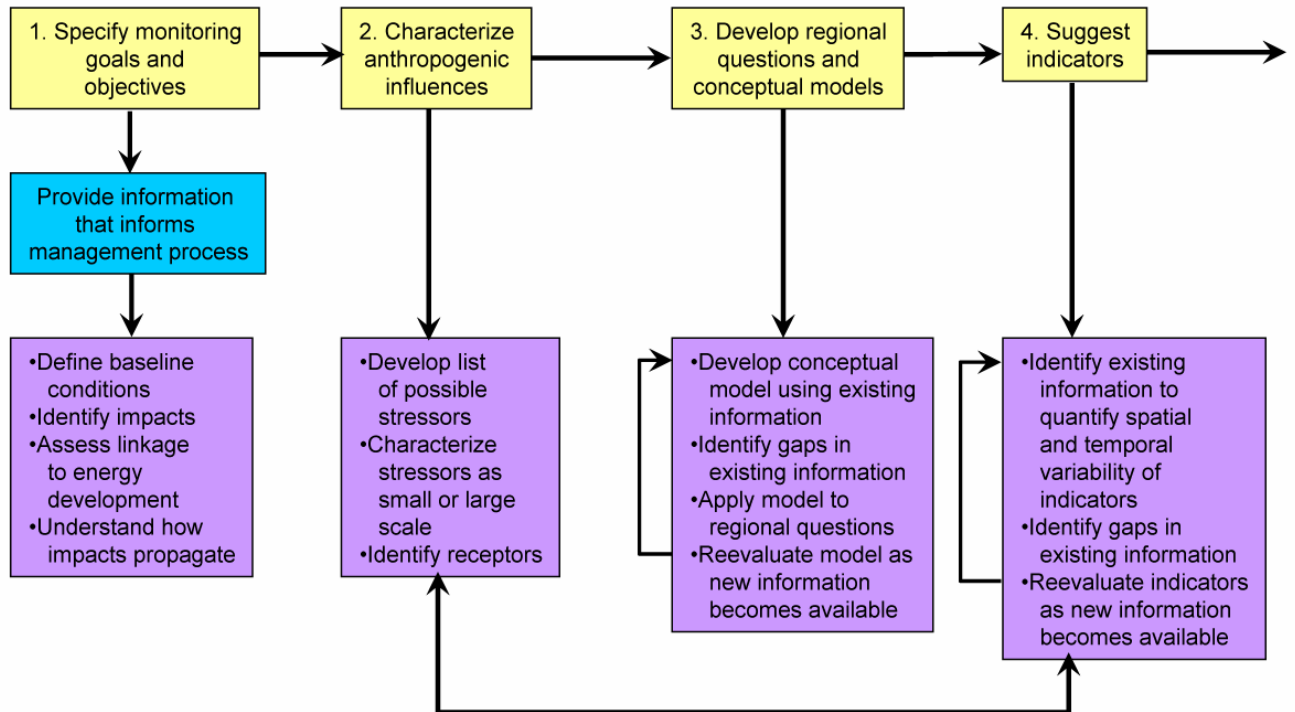 1. Specify monitoring
goals and
objectives
2. Characterize
anthropogenic
influences
3. Develop regional
questions and
conceptual models
4. Suggest
indicators
Provide information
that informs
management process
•Define baseline
conditions
•Identify impacts
•Assess linkage
to energy
development
•Understand how
impacts propagate
•Develop list
of possible
stressors
•Characterize
stressors as
small or large
scale
•Identify receptors
•Develop conceptual
model using existing
information
•Identify gaps in
existing information
•Apply model to
regional questions
•Reevaluate model as
new information
becomes available
•Identify existing
information to
quantify spatial
and temporal
variability of
indicators
•Identify gaps in
existing information
•Reevaluate indicators
as new information
becomes available